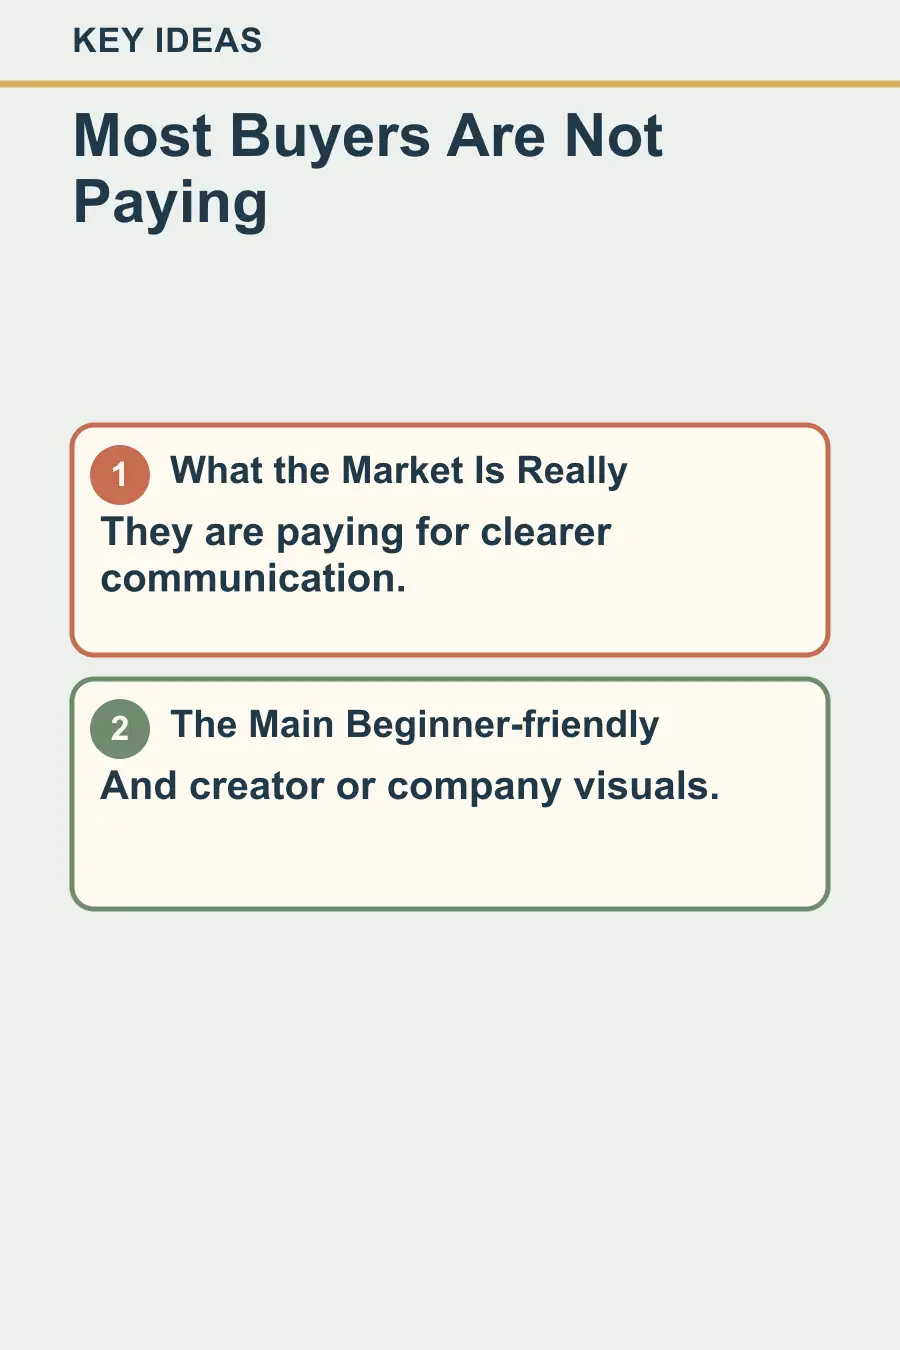 KEY IDEAS
Most Buyers Are Not
Paying
1 What the Market Is Really
They are paying for clearer
communication.
2 The Main Beginner-friendly
And creator or company visuals.